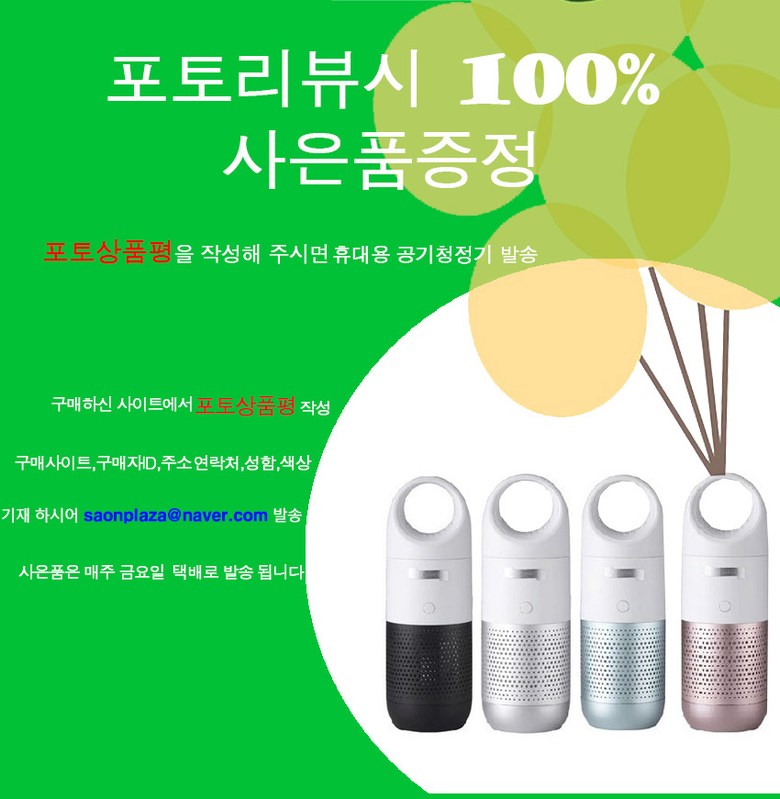 포토리뷰시 100%
사은품증정
포토상품평을 작성해 주시면 휴대용 공기청정기 발송
구매하신 사이트에서 포토상품평 작성
구매사이트,구매자ID,주소연락처,성함,색상
기재 하시어 saonplaza@naver.com 발송
사은품은 매주 금요일 택배로 발송 됩니다